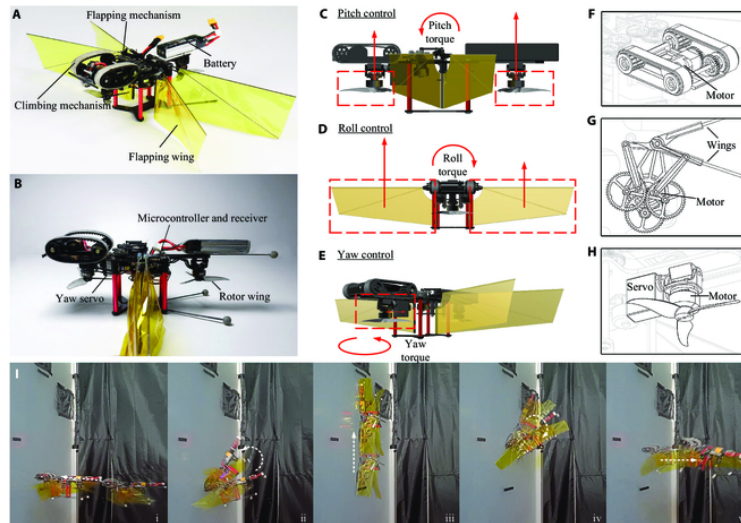 A
Flapping mechanism
Battery
Climbing mechanism
Flapping wing
B
Microcontroller and receiver
Yaw servo
Rotor wing
C Pitch control
Pitch
torque
D Roll control
Roll
torque
E Yaw control
Yaw
torque
F
Motor
G
Wings
Motor
H
Servo
Motor
I
i
ii
iii
iv
v